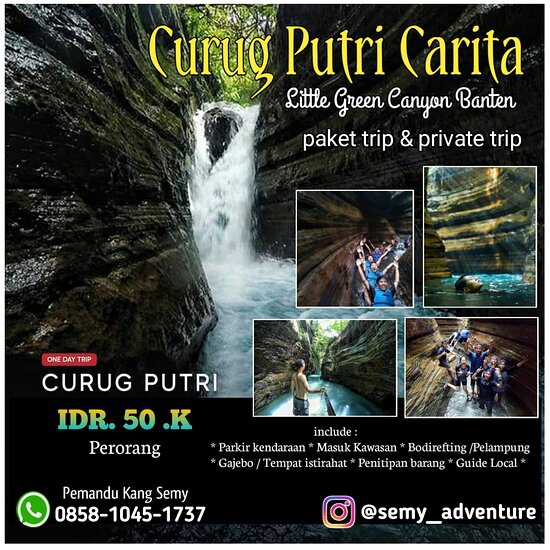 Curug Putri Carita
Little Green Canyon Banten
paket trip & private trip
ONE DAY TRIP
CURUG PUTRI
IDR. 50 .K
Perorang
include :
* Parkir kendaraan * Masuk Kawasan * Bodirefting /Pelampung
* Gajebo / Tempat istirahat * Penitipan barang * Guide Local *
Pemandu Kang Semy
0858-1045-1737
@semy_adventure